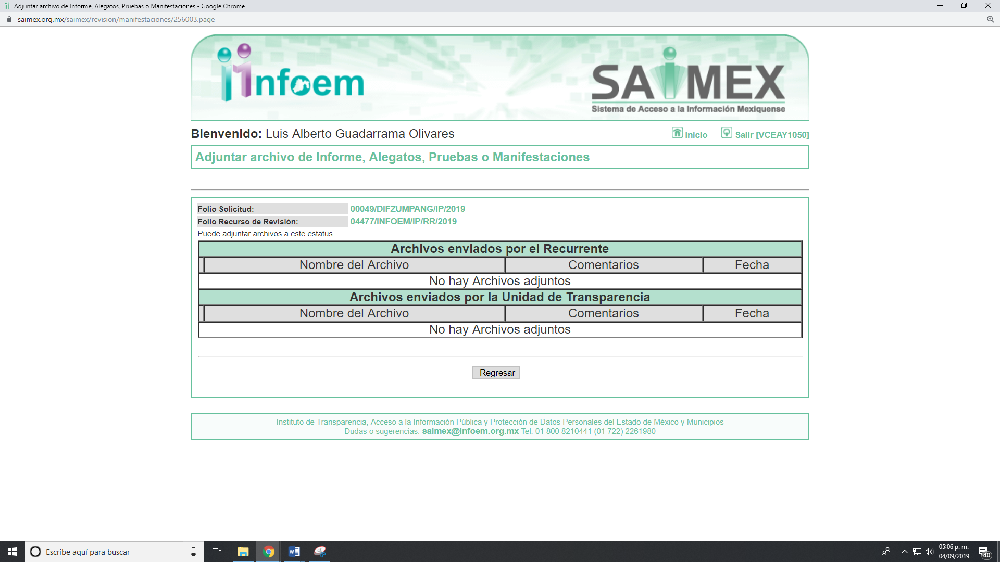 Adjuntar archivo de Informe, Alegatos, Pruebas o Manifestaciones - Google Chrome
saimex.org.mx/saimex/revision/manifestaciones/256003.page
infoem
SAIMEX
Sistema de Acceso a la Información Mexiquense
Bienvenido: Luis Alberto Guadarrama Olivares
Inicio
Salir [VCEAY1050]
Adjuntar archivo de Informe, Alegatos, Pruebas o Manifestaciones
Folio Solicitud: 00049/DIFZUMPANG/IP/2019
Folio Recurso de Revisión: 04477/INFOEM/IP/RR/2019
Puede adjuntar archivos a este estatus
Archivos enviados por el Recurrente
Nombre del Archivo Comentarios Fecha
No hay Archivos adjuntos
Archivos enviados por la Unidad de Transparencia
Nombre del Archivo Comentarios Fecha
No hay Archivos adjuntos
Regresar
Instituto de Transparencia, Acceso a la Información Pública y Protección de Datos Personales del Estado de México y Municipios
Dudas o sugerencias: saimex@infoem.org.mx Tel. 01 800 8210441 (01 722) 2261980
Escribe aquí para buscar
05:06 p. m.
04/09/2019
40